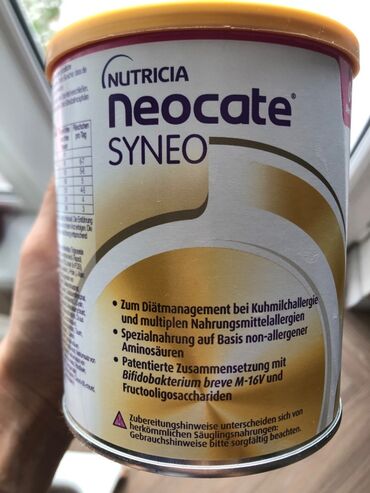 NUTRICIA
neocate®
SYNEO
• Zum Diätmanagement bei Kuhmilchallergie
und multiplen Nahrungsmittelallergien
• Spezialnahrung auf Basis non-allergener
Aminosäuren
• Patentierte Zusammensetzung mit
Bifidobakterium breve M-16V und
Fructooligosacchariden
Zubereitungshinweise unterscheiden sich von
herkömmlichen Säuglingsnahrungen:
Gebrauchshinweise bitte sorgfältig beachten.